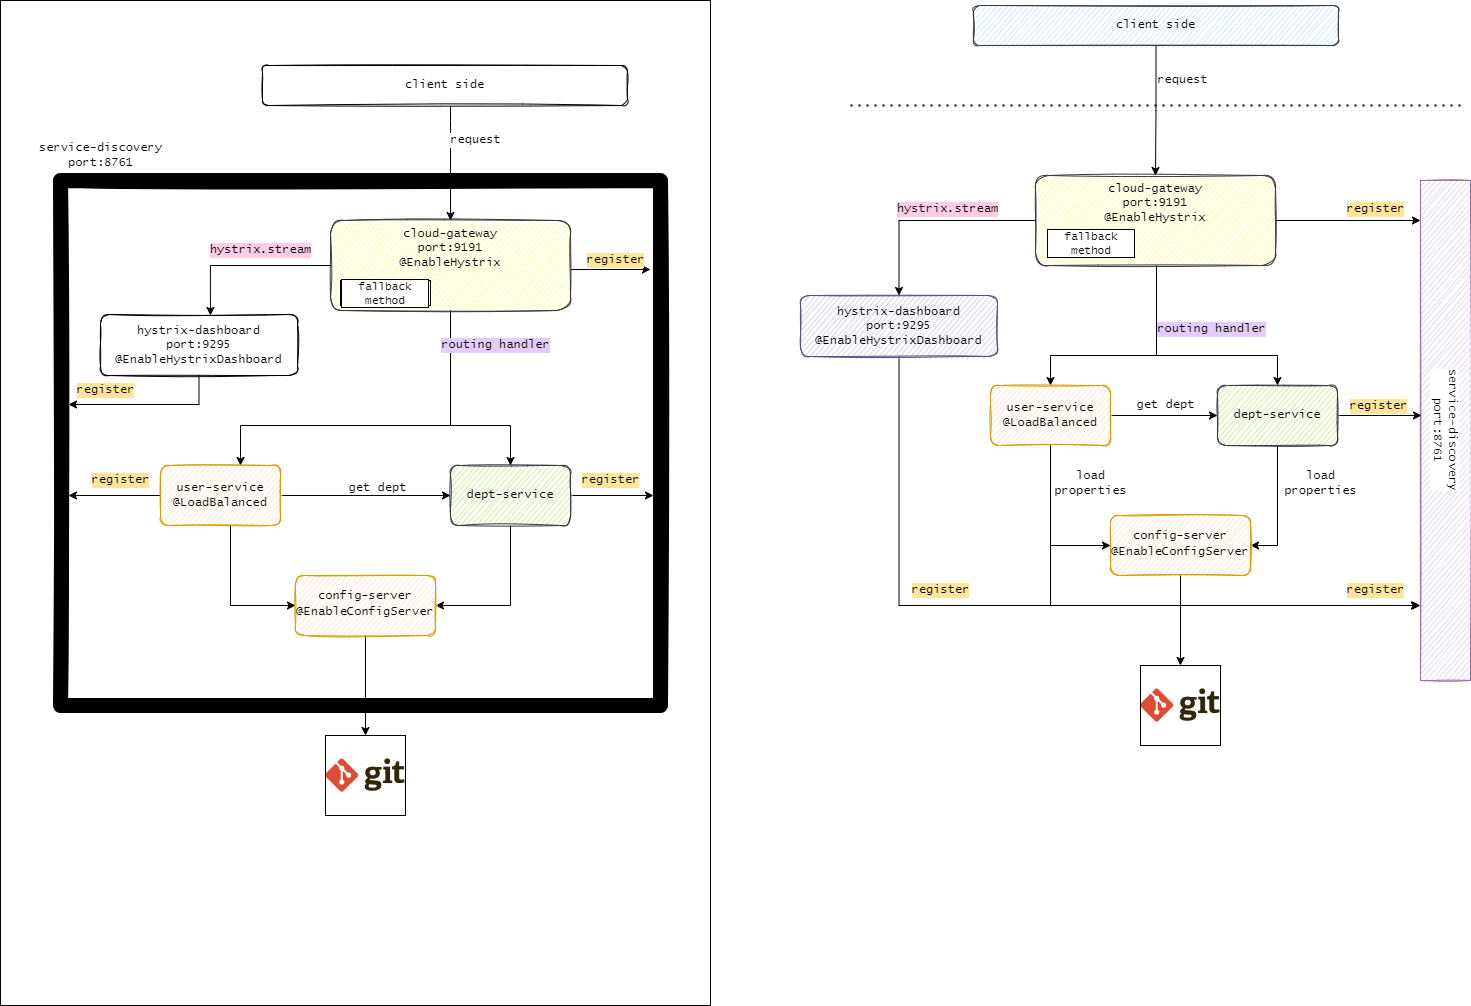 client side
request
service-discovery
port:8761
cloud-gateway
port:9191
@EnableHystrix
fallback
method
hystrix.stream
register
hystrix-dashboard
port:9295
@EnableHystrixDashboard
register
routing handler
register
user-service
@LoadBalanced
get dept
dept-service
register
config-server
@EnableConfigServer
git
client side
request
cloud-gateway
port:9191
@EnableHystrix
fallback
method
hystrix.stream
register
hystrix-dashboard
port:9295
@EnableHystrixDashboard
routing handler
user-service
@LoadBalanced
get dept
dept-service
register
service-discovery
port:8761
load
properties
load
properties
config-server
@EnableConfigServer
register
register
git